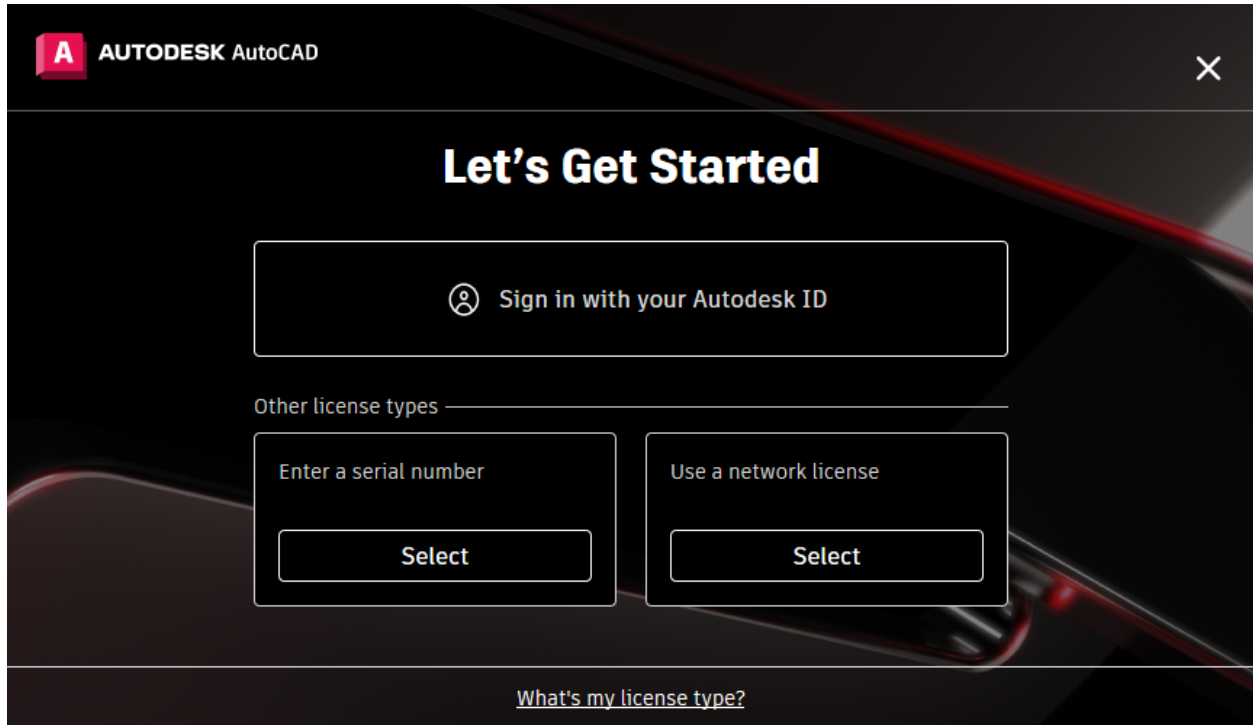 A AUTODESK AutoCAD
Let's Get Started
Sign in with your Autodesk ID
Other license types
Enter a serial number
Use a network license
Select
Select
What's my license type?